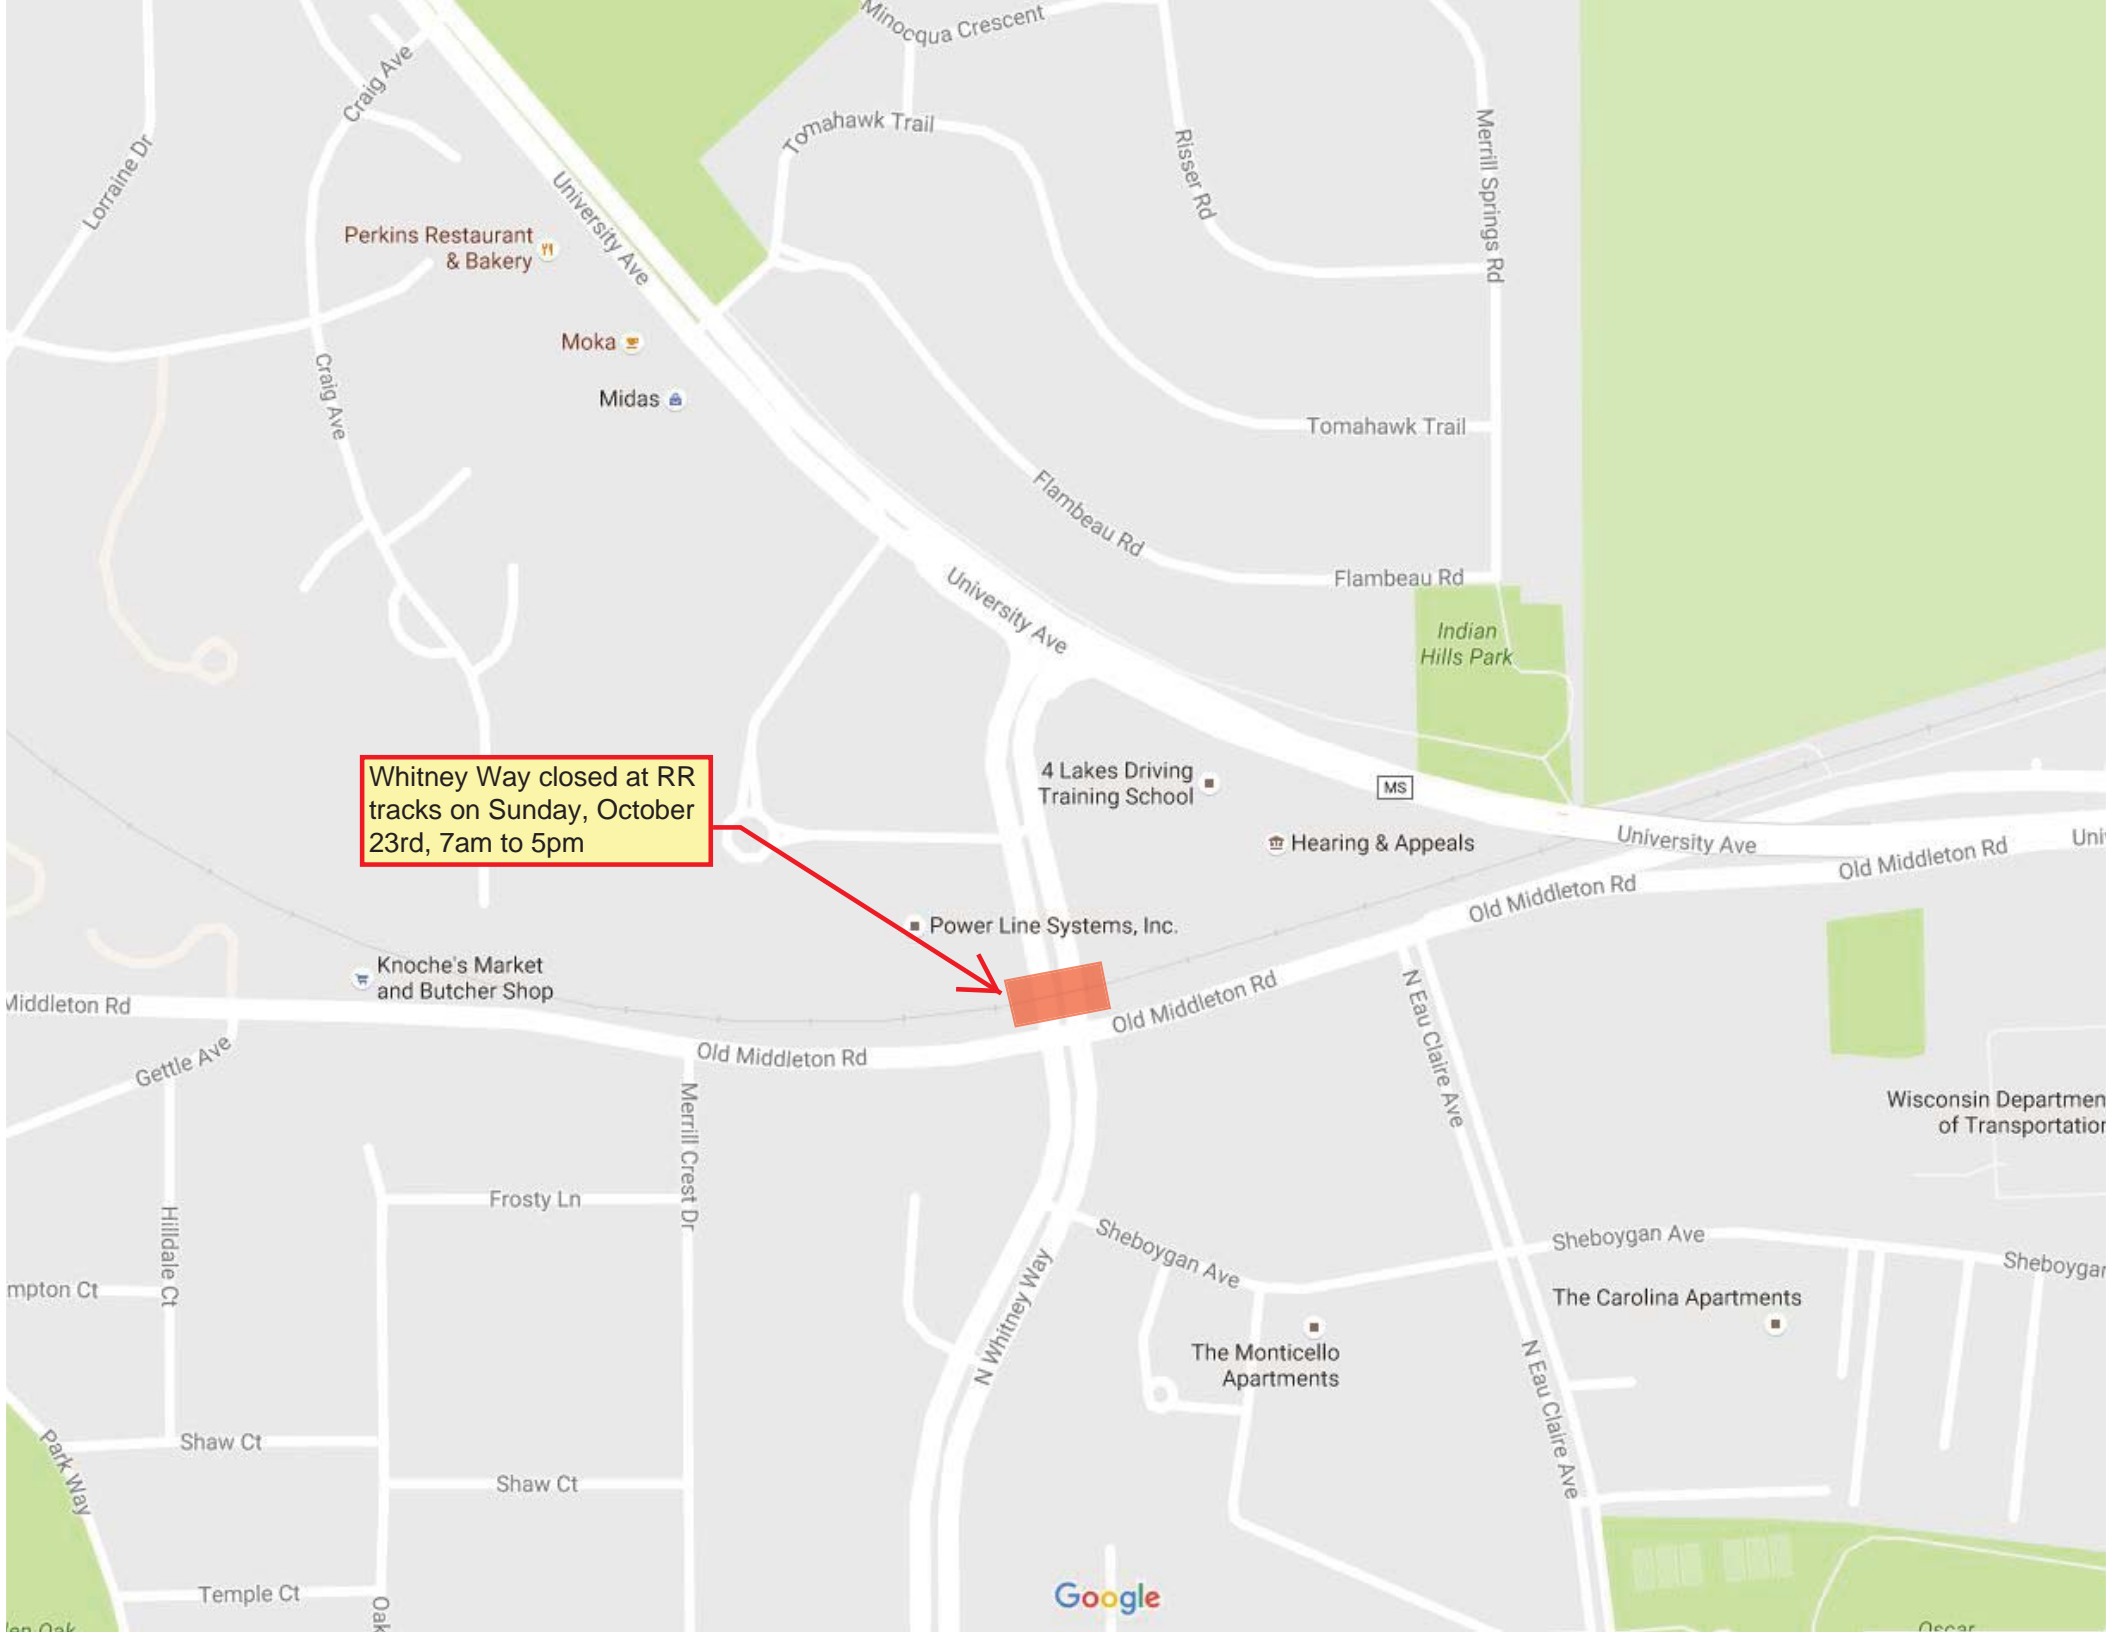 Minocqua Crescent
Craig Ave
Tomahawk Trail
Merrill Springs Rd
Lorraine Dr
Risser Rd
University Ave
Perkins Restaurant
& Bakery
Moka
Midas
Craig Ave
Tomahawk Trail
Flambeau Rd
Flambeau Rd
University Ave
Indian
Hills Park
Whitney Way closed at RR
tracks on Sunday, October
23rd, 7am to 5pm
4 Lakes Driving
Training School
MS
Hearing & Appeals
University Ave
Uni
Old Middleton Rd
Old Middleton Rd
Power Line Systems, Inc.
Knoche's Market
and Butcher Shop
Middleton Rd
Old Middleton Rd
N Eau Claire Ave
Gettle Ave
Old Middleton Rd
Merrill Crest Dr
Wisconsin Departmen
of Transportation
Frosty Ln
Hilldale Ct
Sheboygan Ave
Sheboygan Ave
Sheboygan
mpton Ct
N Whitney Way
The Carolina Apartments
The Monticello
Apartments
N Eau Claire Ave
Park Way
Shaw Ct
Shaw Ct
Temple Ct
Oak
Google